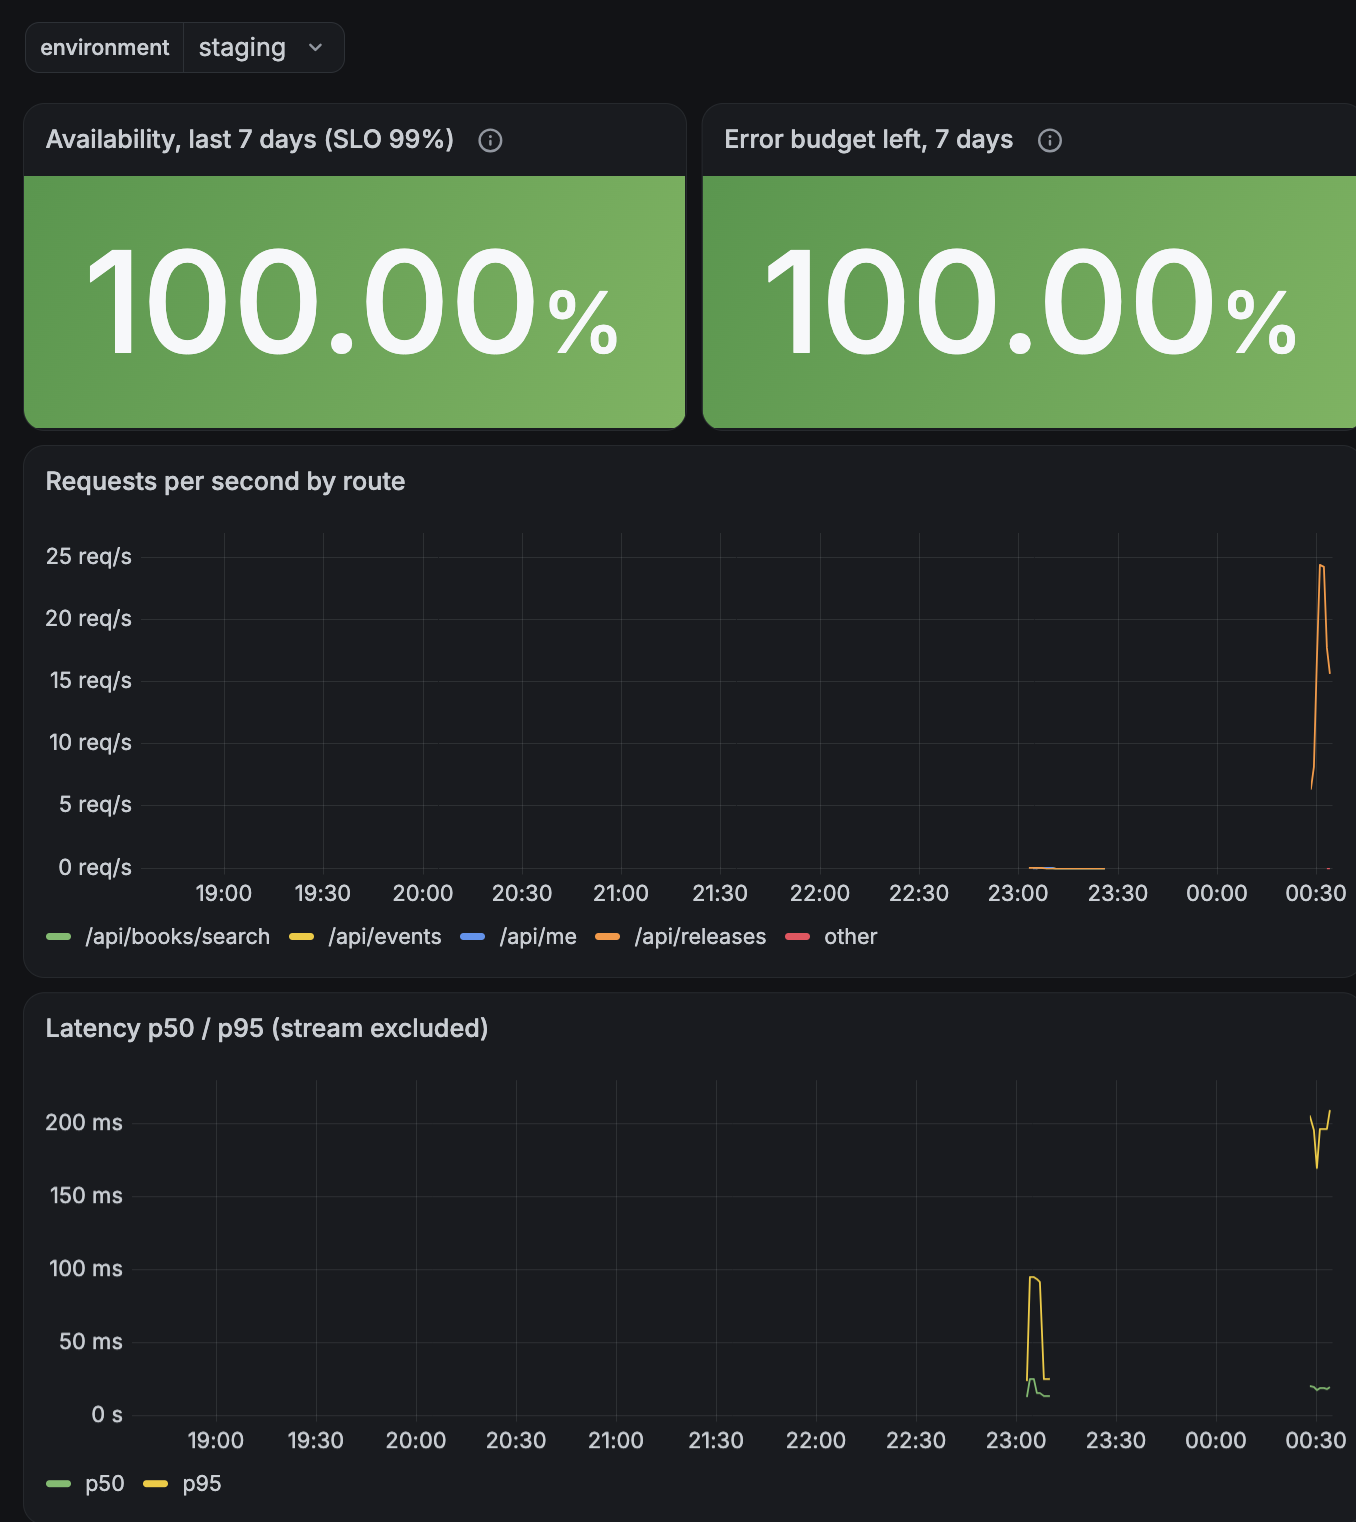 environment staging
Availability, last 7 days (SLO 99%)
Error budget left, 7 days
100.00%
100.00%
Requests per second by route
25 req/s
20 req/s
15 req/s
10 req/s
5 req/s
0 req/s
19:00 19:30 20:00 20:30 21:00 21:30 22:00 22:30 23:00 23:30 00:00 00:30
/api/books/search /api/events /api/me /api/releases other
Latency p50 / p95 (stream excluded)
200 ms
150 ms
100 ms
50 ms
0 s
19:00 19:30 20:00 20:30 21:00 21:30 22:00 22:30 23:00 23:30 00:00 00:30
p50 p95